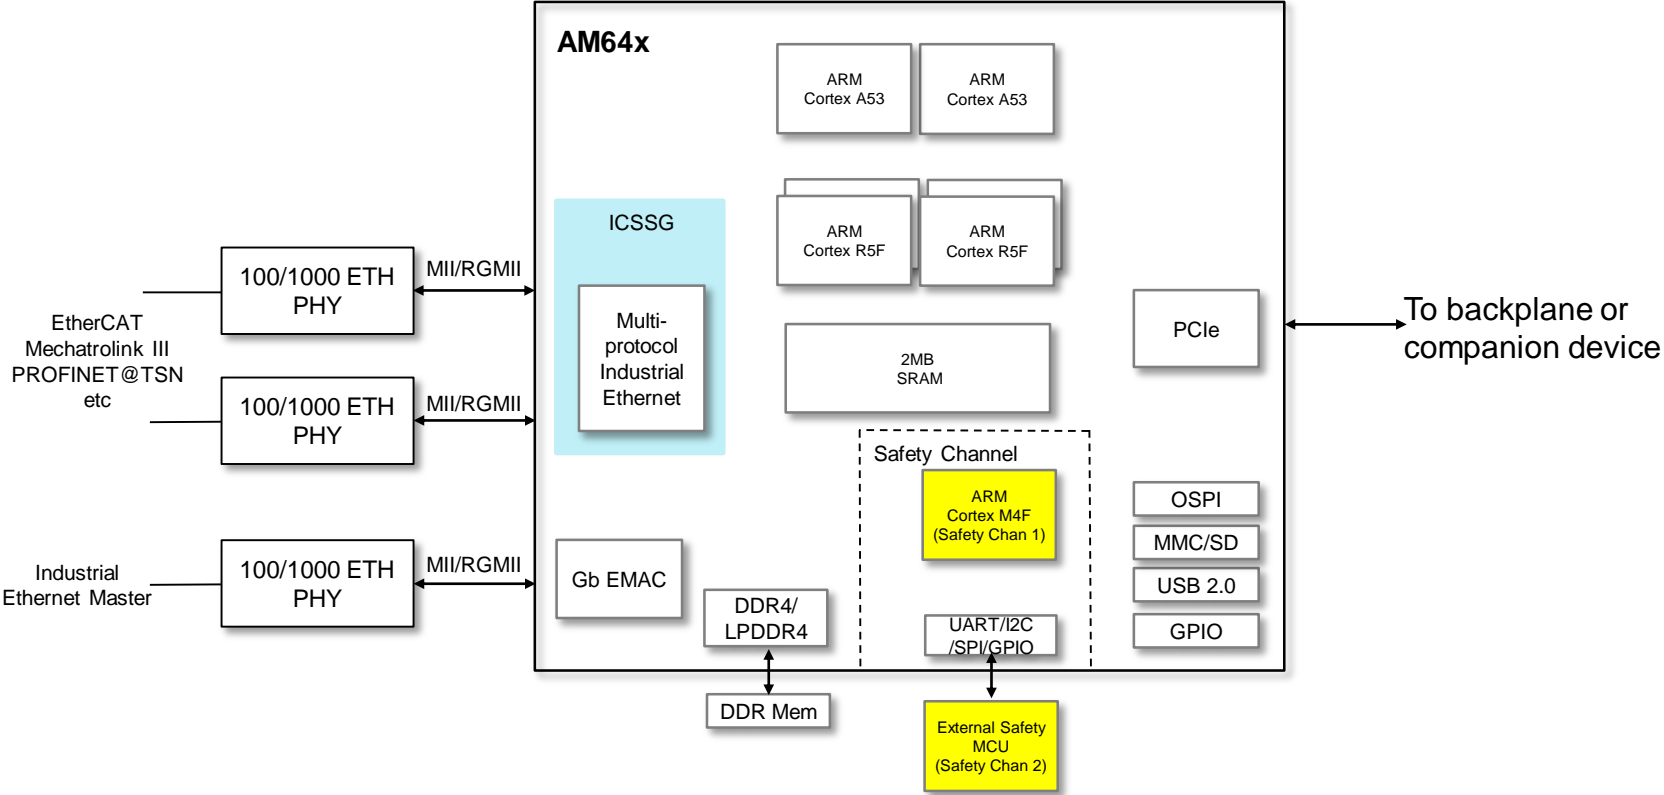 AM64x
ARM
Cortex A53
ARM
Cortex A53
ICSSG
ARM
Cortex R5F
ARM
Cortex R5F
100/1000 ETH
PHY
MII/RGMII
EtherCAT
Mechatrolink III
PROFINET@TSN
etc
100/1000 ETH
PHY
MII/RGMII
Multi-
protocol
Industrial
Ethernet
2MB
SRAM
PCIe
To backplane or
companion device
Safety Channel
ARM
Cortex M4F
(Safety Chan 1)
OSPI
MMC/SD
USB 2.0
GPIO
Industrial
Ethernet Master
100/1000 ETH
PHY
MII/RGMII
Gb EMAC
DDR4/
LPDDR4
UART/I2C
/SPI/GPIO
DDR Mem
External Safety
MCU
(Safety Chan 2)